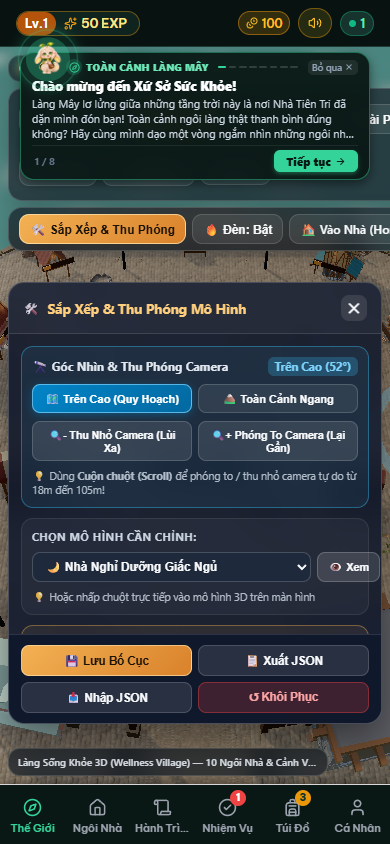 Lv.1 50 EXP 100 1
TOÀN CẢNH LÀNG MÂY Bỏ qua ✕
Chào mừng đến Xứ Sở Sức Khỏe!
Làng Mây lơ lửng giữa những tầng trời này là nơi Nhà Tiên Tri đã
dặn mình đón bạn! Toàn cảnh ngôi làng thật thanh bình đúng
không? Hãy cùng mình dạo một vòng ngắm nhìn những ngôi nh...
1 / 8 Tiếp tục →
Sắp Xếp & Thu Phóng Đèn: Bật Vào Nhà (Ho
Sắp Xếp & Thu Phóng Mô Hình ✕
Góc Nhìn & Thu Phóng Camera Trên Cao (52°)
Trên Cao (Quy Hoạch) Toàn Cảnh Ngang
- Thu Nhỏ Camera (Lùi
Xa)
+ Phóng To Camera (Lại
Gần)
Dùng Cuộn chuột (Scroll) để phóng to / thu nhỏ camera tự do từ
18m đến 105m!
CHỌN MÔ HÌNH CẦN CHỈNH:
Nhà Nghỉ Dưỡng Giấc Ngủ Xem
Hoặc nhấp chuột trực tiếp vào mô hình 3D trên màn hình
Lưu Bố Cục Xuất JSON
Nhập JSON ↺ Khôi Phục
Làng Sống Khỏe 3D (Wellness Village) — 10 Ngôi Nhà & Cảnh V...
1 3
Thế Giới Ngôi Nhà Hành Trì... Nhiệm Vụ Túi Đồ Cá Nhân